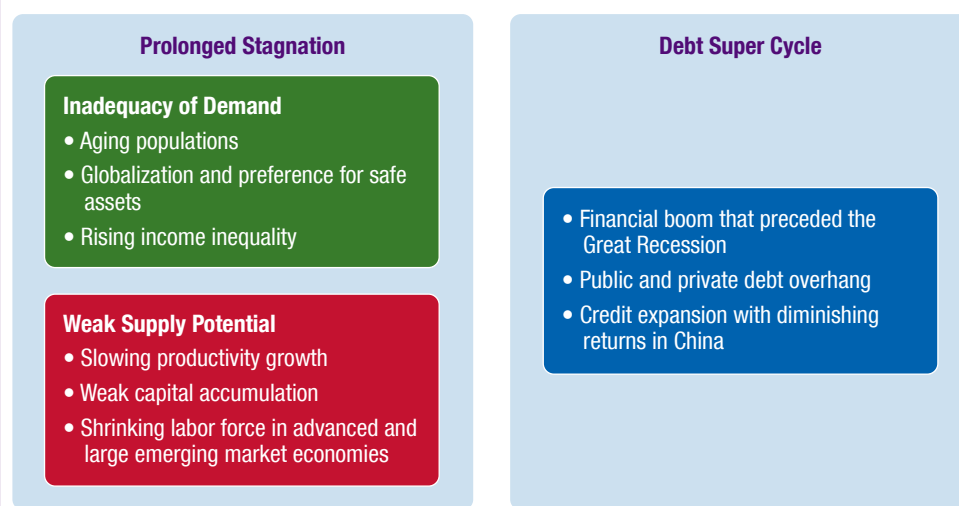 Prolonged Stagnation
Inadequacy of Demand
• Aging populations
• Globalization and preference for safe
assets
• Rising income inequality
Weak Supply Potential
• Slowing productivity growth
• Weak capital accumulation
• Shrinking labor force in advanced and
large emerging market economies
Debt Super Cycle
• Financial boom that preceded the
Great Recession
• Public and private debt overhang
• Credit expansion with diminishing
returns in China